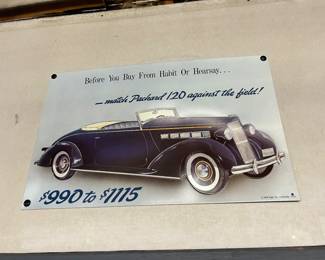 Before You Buy From Habit Or Hearsay...
...match Packard 120 against the field!
$990 to $1115